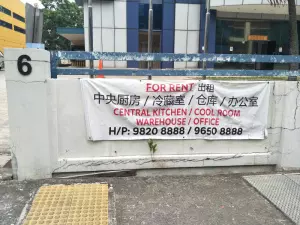 6
FOR RENT 出租
中央厨房 / 冷藏室 / 仓库 / 办公室
CENTRAL KITCHEN / COOL ROOM
WAREHOUSE / OFFICE
H/P: 9820 8888 / 9650 8888